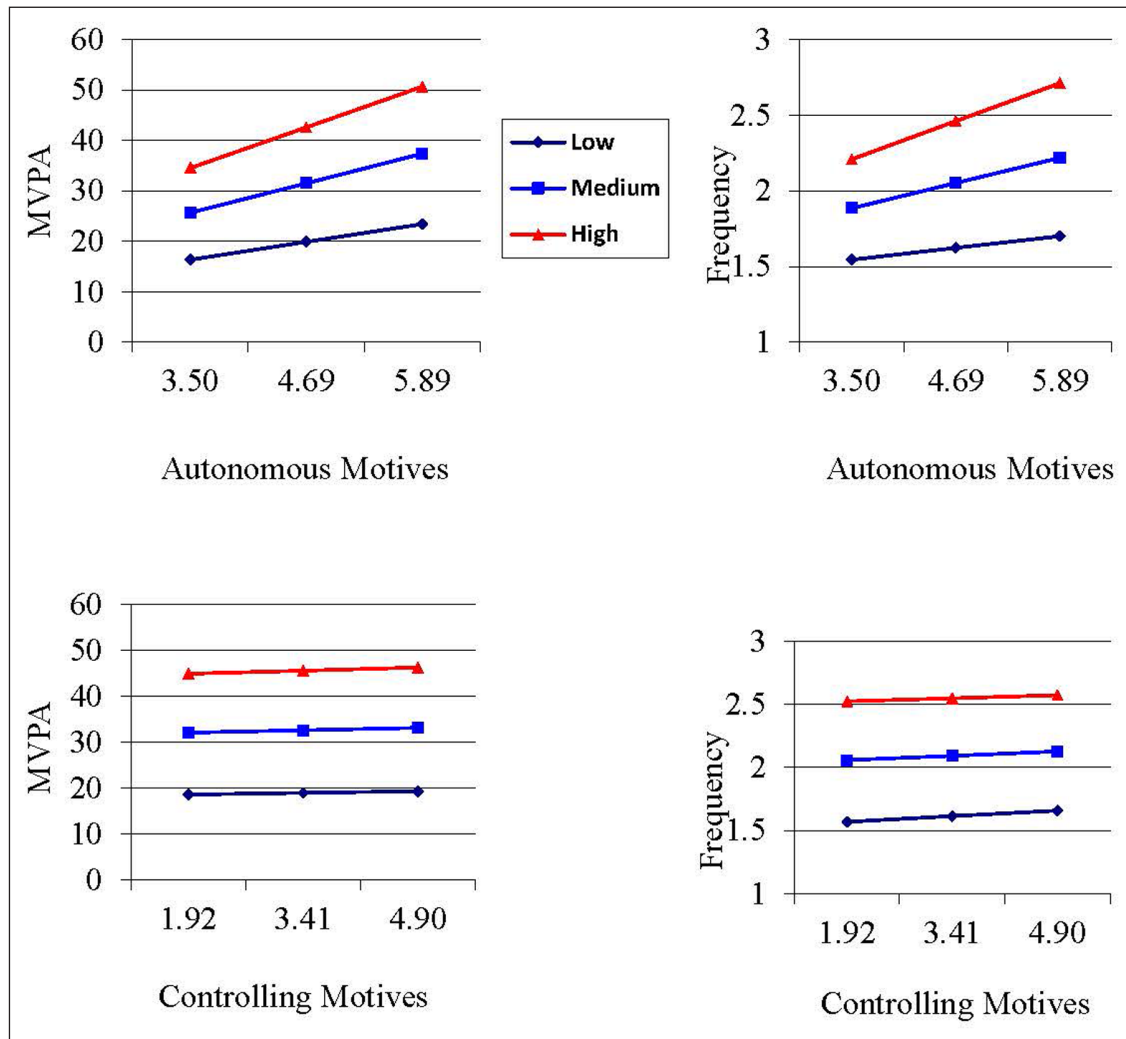 60
50
40
30
20
10
0
MVPA
3.50 4.69 5.89
Autonomous Motives
Low
Medium
High
3
2.5
2
1.5
1
Frequency
3.50 4.69 5.89
Autonomous Motives
60
50
40
30
20
10
0
MVPA
1.92 3.41 4.90
Controlling Motives
3
2.5
2
1.5
1
Frequency
1.92 3.41 4.90
Controlling Motives